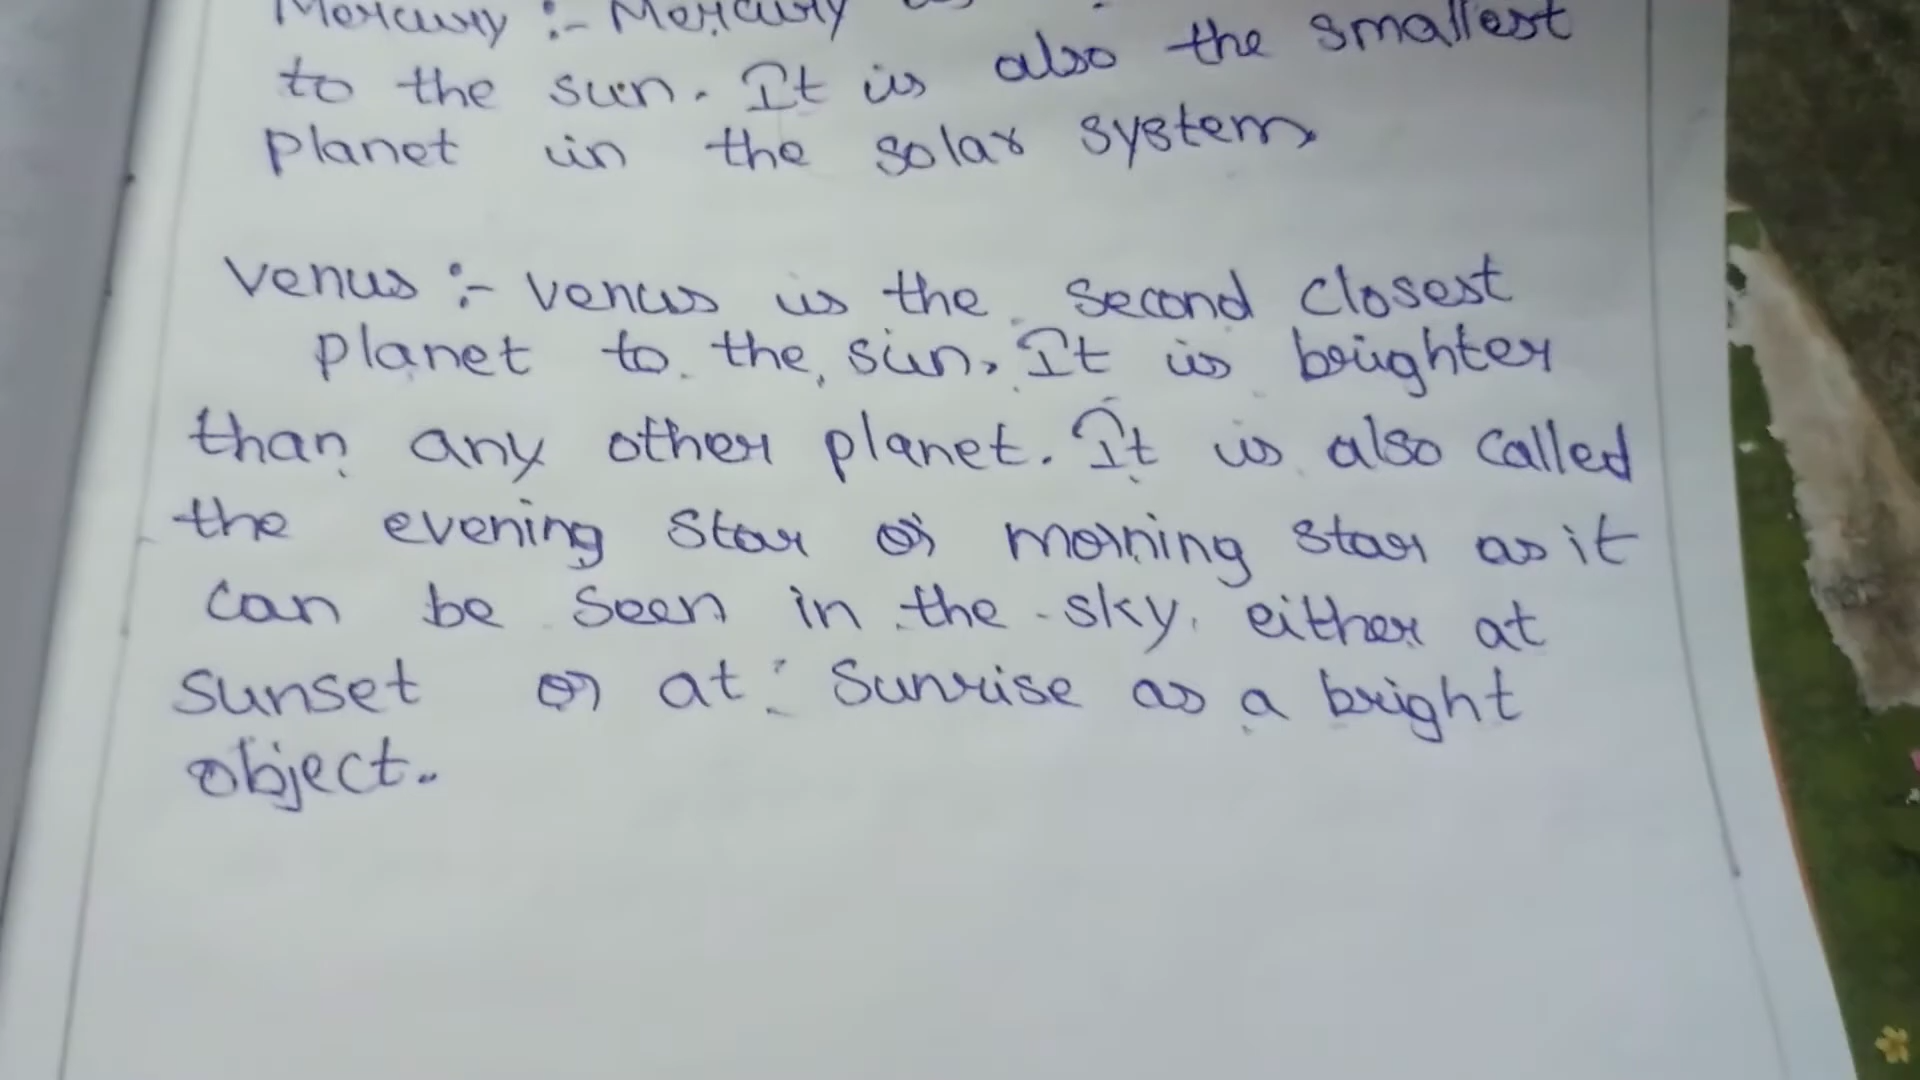 Mercury :- Mercury
to the sun. It is also the smallest
planet in the solar system
Venus :- Venus is the second closest
planet to the sun. It is brighter
than any other planet. It is also called
the evening star or morning star as it
can be seen in the sky either at
sunset or at sunrise as a bright
object.